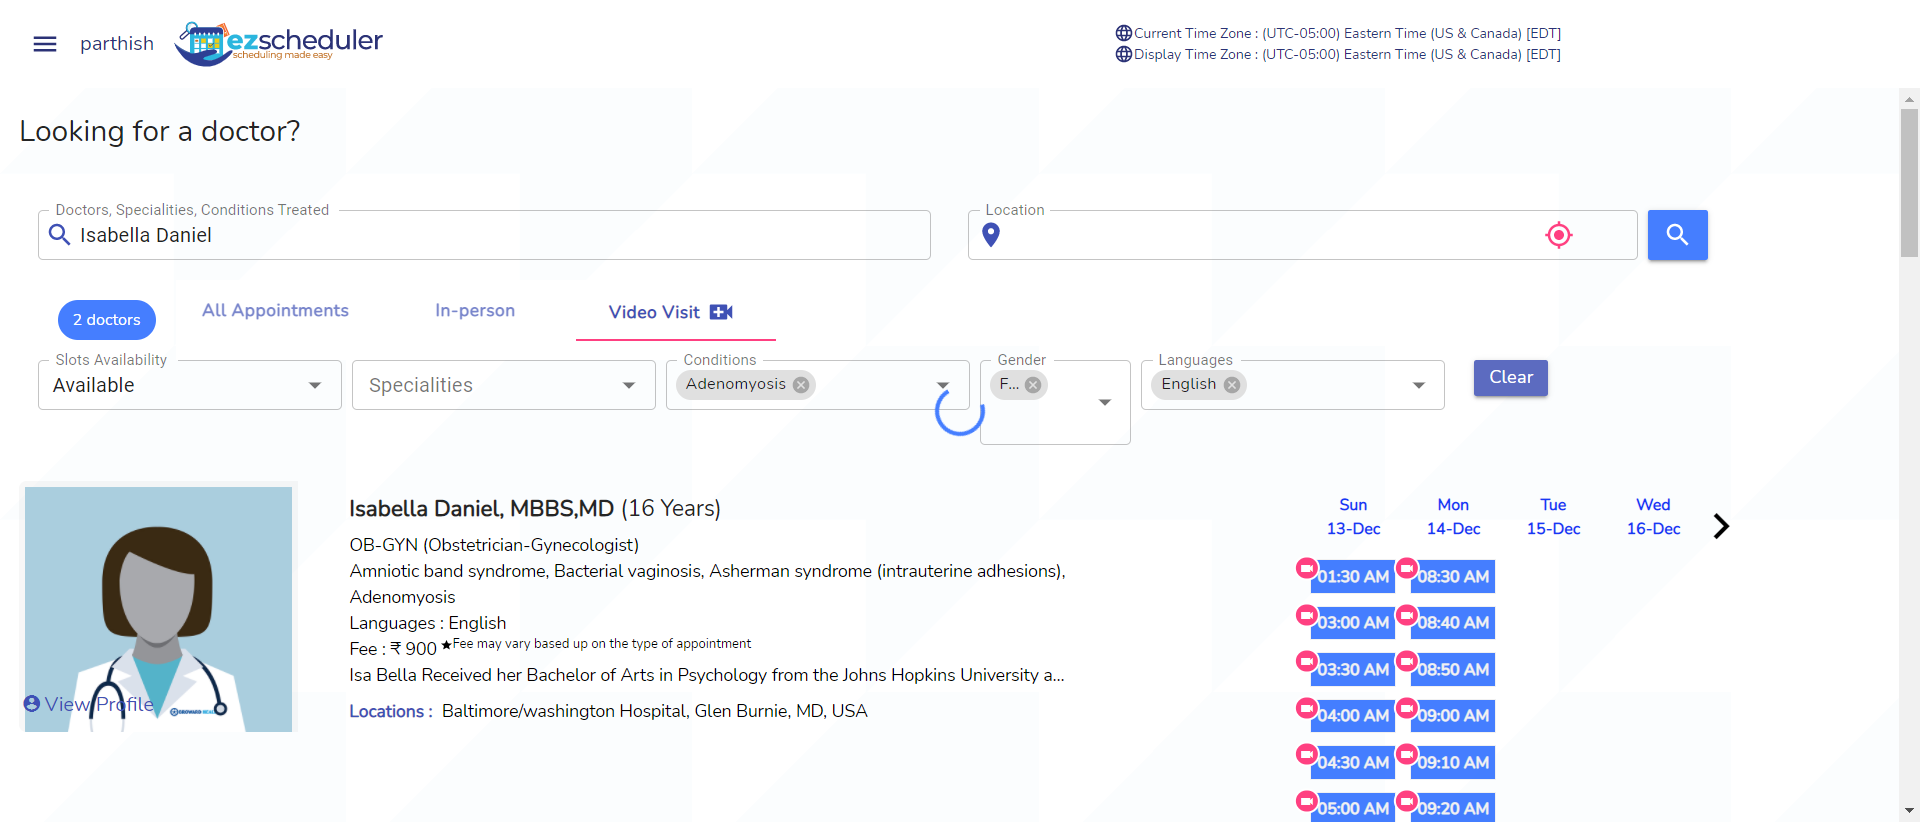 parthish
ezscheduler
scheduling made easy
Current Time Zone : (UTC-05:00) Eastern Time (US & Canada) [EDT]
Display Time Zone : (UTC-05:00) Eastern Time (US & Canada) [EDT]
Looking for a doctor?
Doctors, Specialities, Conditions Treated
Isabella Daniel
Location
2 doctors
All Appointments
In-person
Video Visit
Slots Availability
Available
Specialities
Conditions
Adenomyosis
Gender
F...
Languages
English
Clear
View Profile
Isabella Daniel, MBBS,MD (16 Years)
OB-GYN (Obstetrician-Gynecologist)
Amniotic band syndrome, Bacterial vaginosis, Asherman syndrome (intrauterine adhesions),
Adenomyosis
Languages : English
Fee : ₹ 900 ★Fee may vary based up on the type of appointment
Isa Bella Received her Bachelor of Arts in Psychology from the Johns Hopkins University a...
Locations : Baltimore/washington Hospital, Glen Burnie, MD, USA
Sun Mon Tue Wed
13-Dec 14-Dec 15-Dec 16-Dec
01:30 AM 08:30 AM
03:00 AM 08:40 AM
03:30 AM 08:50 AM
04:00 AM 09:00 AM
04:30 AM 09:10 AM
05:00 AM 09:20 AM